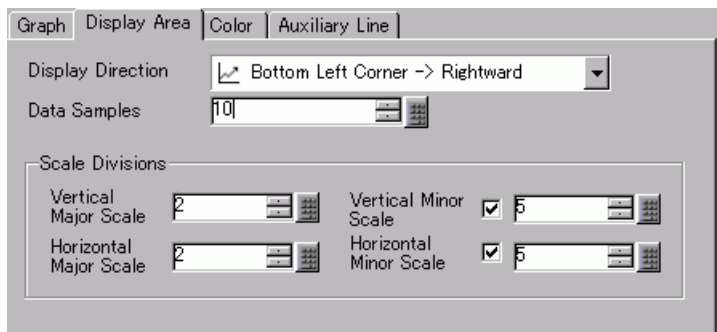 Graph Display Area Color Auxiliary Line
Display Direction Bottom Left Corner -> Rightward
Data Samples 10
Scale Divisions
Vertical Major Scale 2
Vertical Minor Scale 5
Horizontal Major Scale 2
Horizontal Minor Scale 5